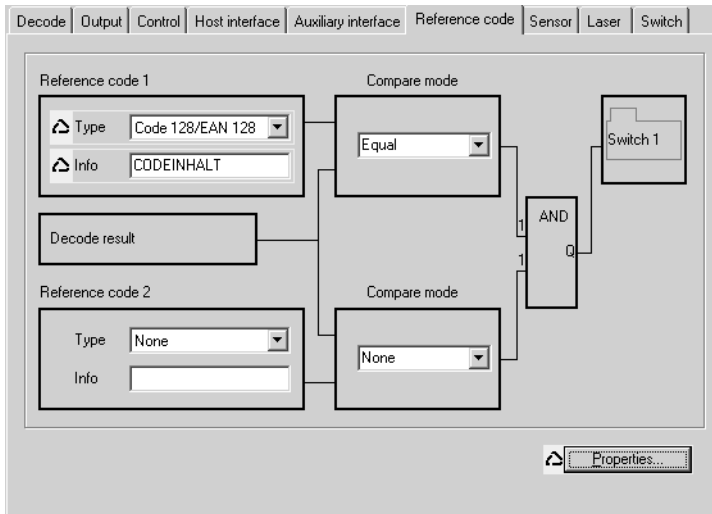 Decode Output Control Host interface Auxiliary interface Reference code Sensor Laser Switch
Reference code 1
Compare mode
Type Code 128/EAN 128
Info CODEINHALT
Equal
Switch 1
Decode result
AND
1
1
Q
Reference code 2
Compare mode
Type None
Info
None
Properties...